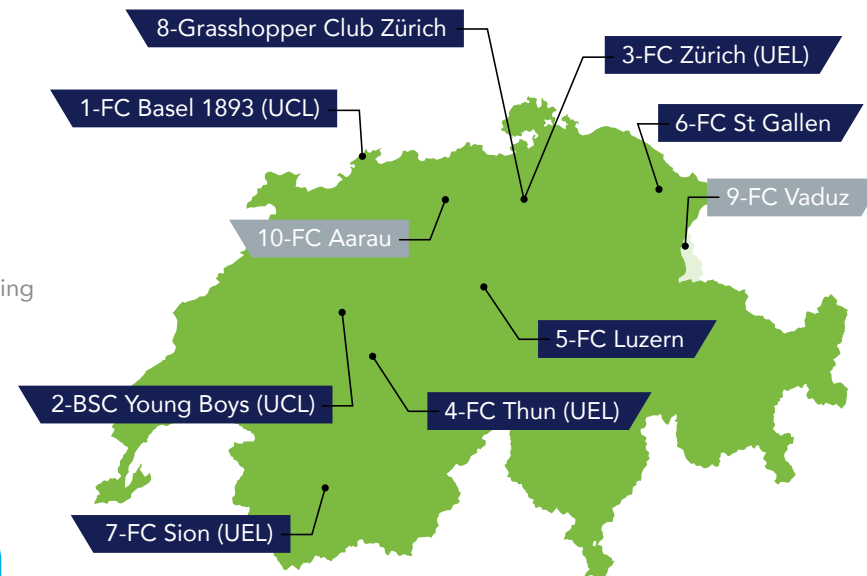 8-Grasshopper Club Zürich
3-FC Zürich (UEL)
1-FC Basel 1893 (UCL)
6-FC St Gallen
9-FC Vaduz
10-FC Aarau
ing
5-FC Luzern
2-BSC Young Boys (UCL)
4-FC Thun (UEL)
7-FC Sion (UEL)